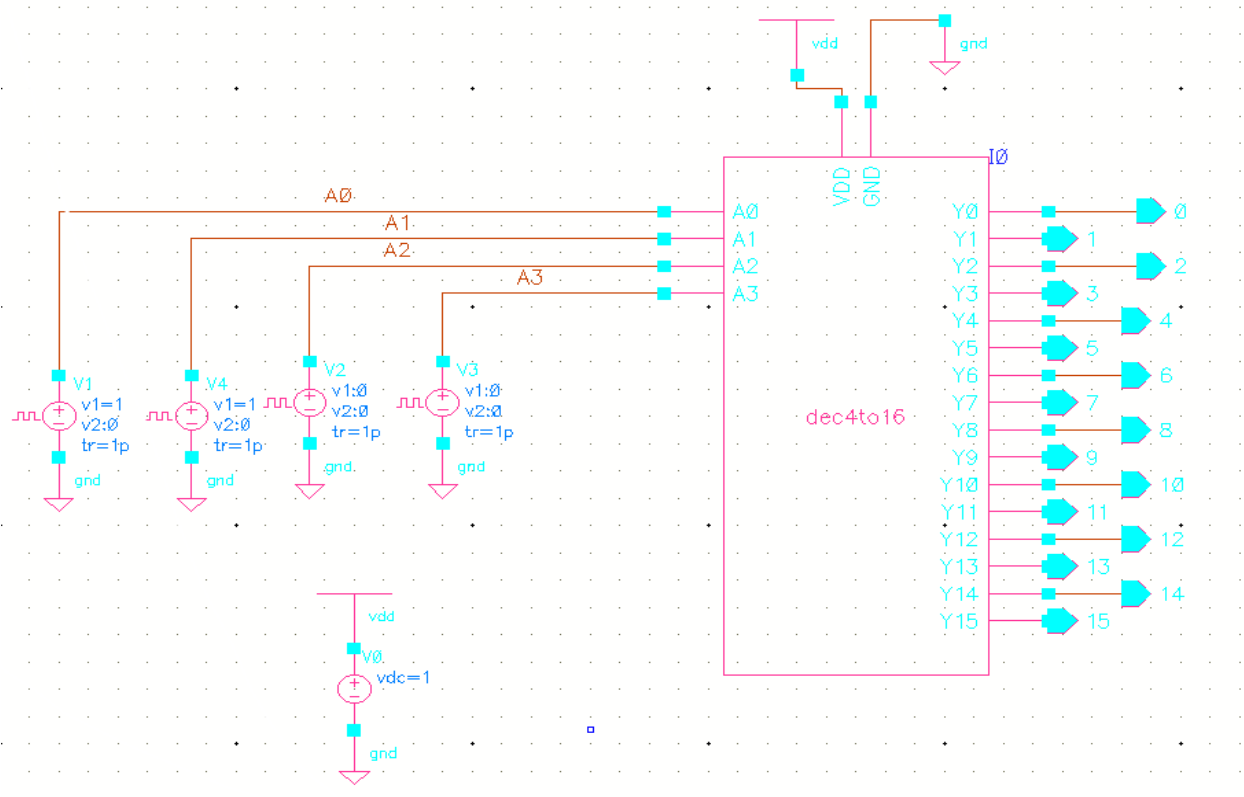 vdd
gnd
I0
VDD
GND
A0
A1
A2
A3
A0
A1
A2
A3
dec4to16
Y0
Y1
Y2
Y3
Y4
Y5
Y6
Y7
Y8
Y9
Y10
Y11
Y12
Y13
Y14
Y15
0
1
2
3
4
5
6
7
8
9
10
11
12
13
14
15
V1
v1=1
v2:0
tr=1p
gnd
V4
v1=1
v2:0
tr=1p
gnd
V2
v1:0
v2:0
tr=1p
gnd
V3
v1:0
v2:0
tr=1p
gnd
vdd
V0
vdc=1
gnd